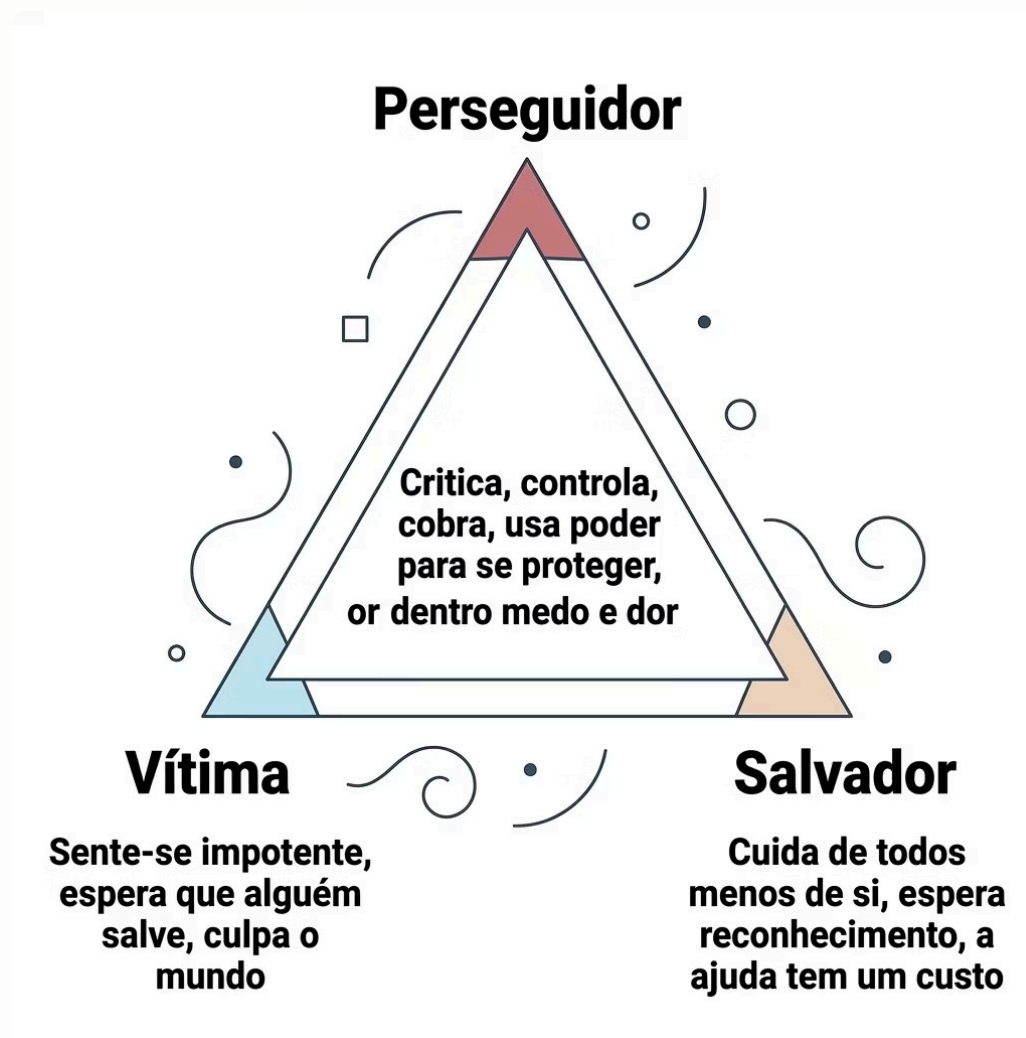 Perseguidor
Critica, controla,
cobra, usa poder
para se proteger,
or dentro medo e dor
Vítima
Sente-se impotente,
espera que alguém
salve, culpa o
mundo
Salvador
Cuida de todos
menos de si, espera
reconhecimento, a
ajuda tem um custo